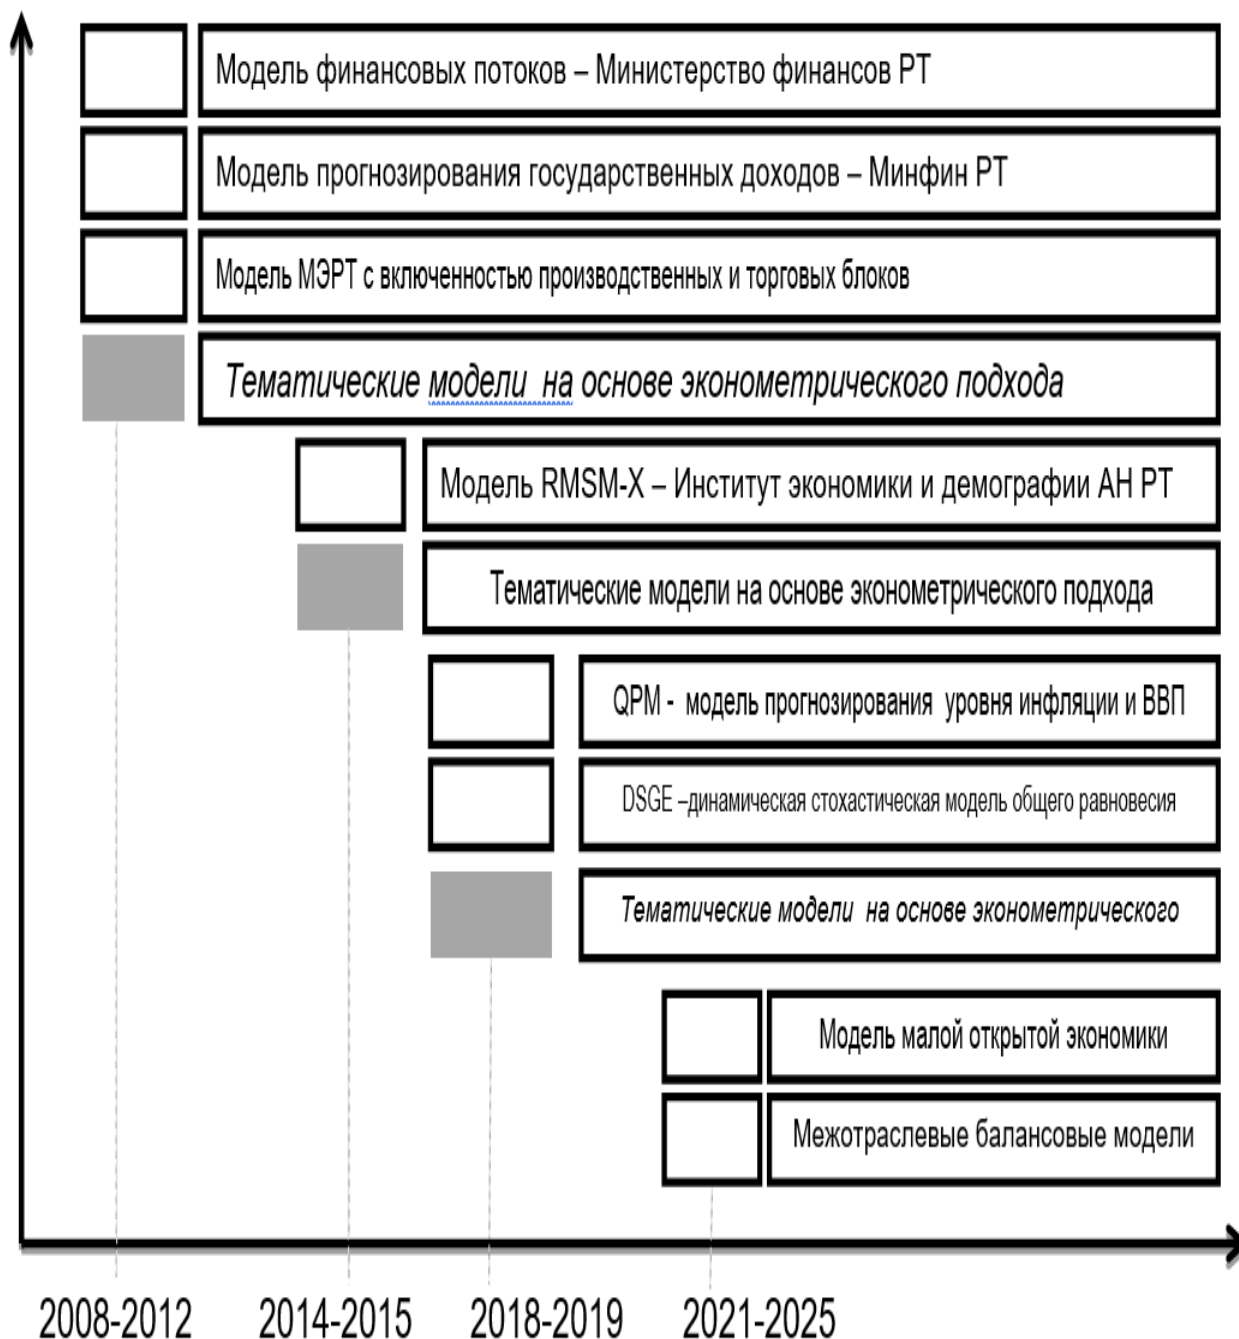 Модель финансовых потоков – Министерство финансов РТ
Модель прогнозирования государственных доходов – Минфин РТ
Модель МЭРТ с включенностью производственных и торговых блоков
Тематические модели на основе эконометрического подхода
Модель RMSM-X – Институт экономики и демографии АН РТ
Тематические модели на основе эконометрического подхода
QPM - модель прогнозирования уровня инфляции и ВВП
DSGE –динамическая стохастическая модель общего равновесия
Тематические модели на основе эконометрического
Модель малой открытой экономики
Межотраслевые балансовые модели
2008-2012 2014-2015 2018-2019 2021-2025